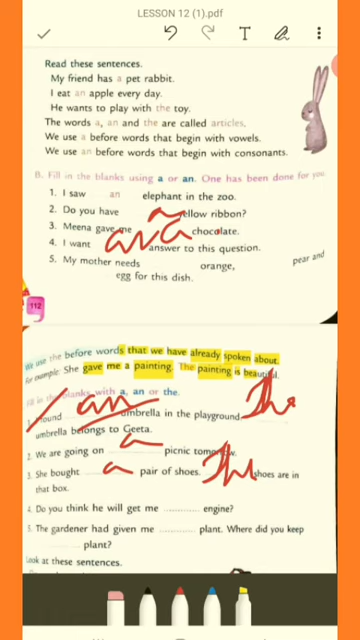 LESSON 12 (1).pdf
T
Read these sentences.
My friend has a pet rabbit.
I eat an apple every day.
He wants to play with the toy.
The words a, an and the are called articles.
We use a before words that begin with vowels.
We use an before words that begin with consonants.
B. Fill in the blanks using a or an. One has been done for you.
1. I saw an elephant in the zoo.
2. Do you have a yellow ribbon?
3. Meena gave me a chocolate.
4. I want an answer to this question.
5. My mother needs orange, pear and
egg for this dish.
112
We use the before words that we have already spoken about.
For example: She gave me a painting. The painting is beautiful.
Fill in the blanks with a, an or the.
1. I found an umbrella in the playground. The
umbrella belongs to Geeta.
2. We are going on a picnic tomorrow.
3. She bought a pair of shoes. The shoes are in
that box.
4. Do you think he will get me ............ engine?
5. The gardener had given me ............ plant. Where did you keep
plant?
Look at these sentences.